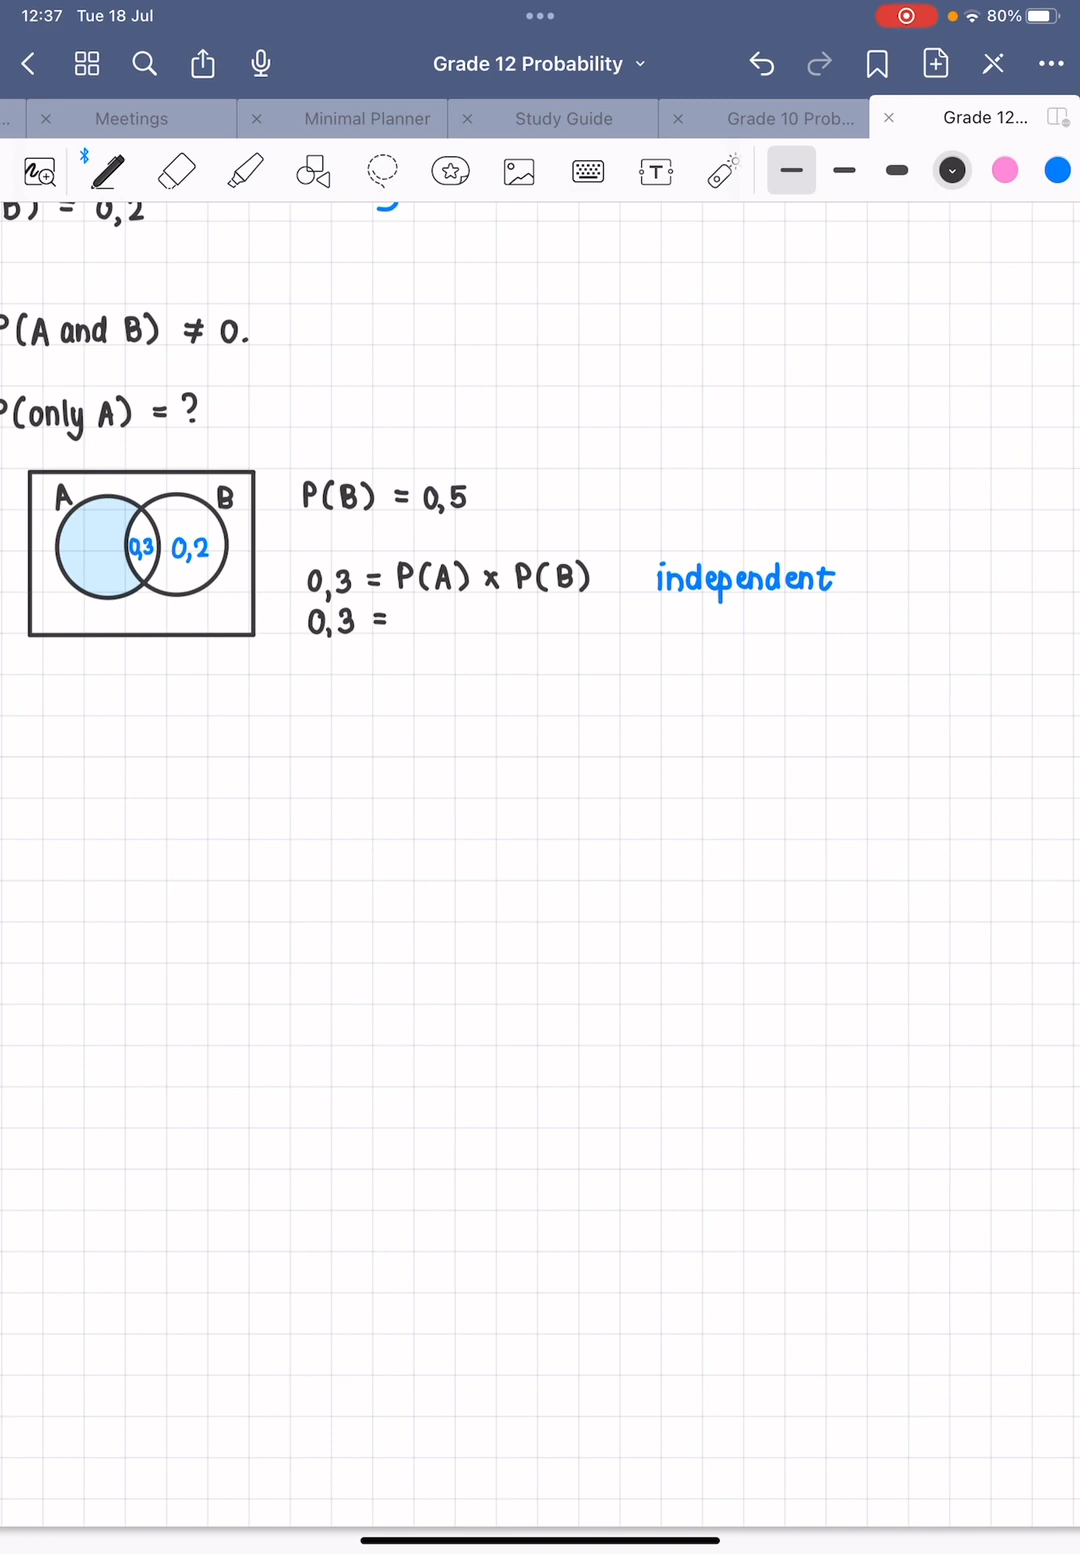 12:37 Tue 18 Jul 80%
Grade 12 Probability
... Meetings Minimal Planner Study Guide Grade 10 Prob... Grade 12...
T
B) = 0,2
P(A and B) ≠ 0.
P(only A) = ?
A B P(B) = 0,5
0,3 0,2
0,3 = P(A) × P(B) independent
0,3 =